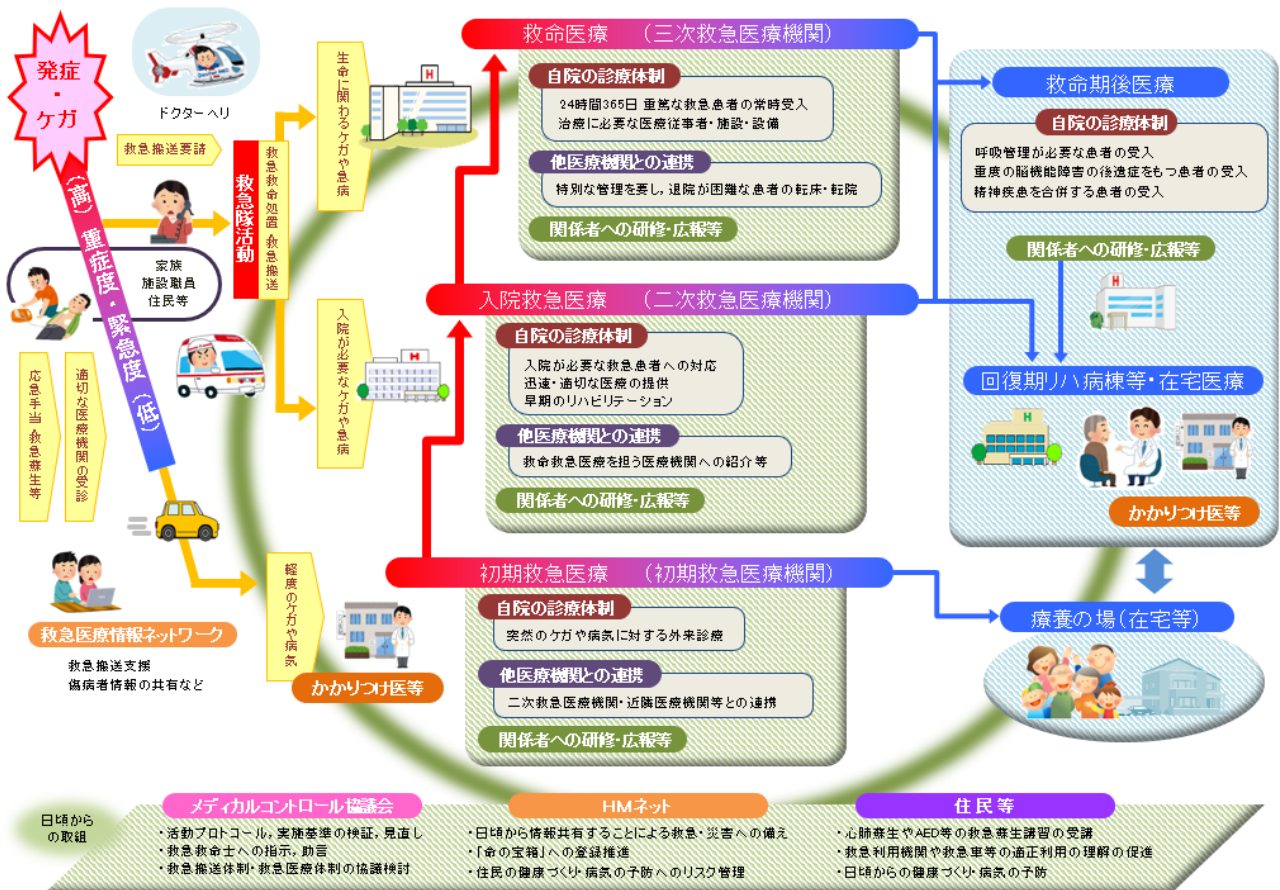 発症
・
ケガ
ドクターヘリ
救急搬送要請
(高) 重症度・緊急度 (低)
家族
施設職員
住民等
応急手当・救急蘇生等
適切な医療機関の受診
救急隊活動
救急救命処置・救急搬送
生命に関わるケガや急病
入院が必要なケガや急病
軽度のケガや病気
かかりつけ医等
救急医療情報ネットワーク
救急搬送支援
傷病者情報の共有など
救命医療 (三次救急医療機関)
自院の診療体制
24時間365日 重篤な救急患者の常時受入
治療に必要な医療従事者・施設・設備
他医療機関との連携
特別な管理を要し,退院が困難な患者の転床・転院
関係者への研修・広報等
入院救急医療 (二次救急医療機関)
自院の診療体制
入院が必要な救急患者への対応
迅速・適切な医療の提供
早期のリハビリテーション
他医療機関との連携
救命救急医療を担う医療機関への紹介等
関係者への研修・広報等
初期救急医療 (初期救急医療機関)
自院の診療体制
突然のケガや病気に対する外来診療
他医療機関との連携
二次救急医療機関・近隣医療機関等との連携
関係者への研修・広報等
救命期後医療
自院の診療体制
呼吸管理が必要な患者の受入
重度の脳機能障害の後遺症をもつ患者の受入
精神疾患を合併する患者の受入
関係者への研修・広報等
回復期リハ病棟等・在宅医療
かかりつけ医等
療養の場(在宅等)
日頃から
の取組
メディカルコントロール協議会
・活動プロトコール,実施基準の検証,見直し
・救急救命士への指示,助言
・救急搬送体制・救急医療体制の協議検討
HMネット
・日頃から情報共有することによる救急・災害への備え
・「命の宝箱」への登録推進
・住民の健康づくり・病気の予防へのリスク管理
住民等
・心肺蘇生やAED等の救急蘇生講習の受講
・救急利用機関や救急車等の適正利用の理解の促進
・日頃からの健康づくり・病気の予防